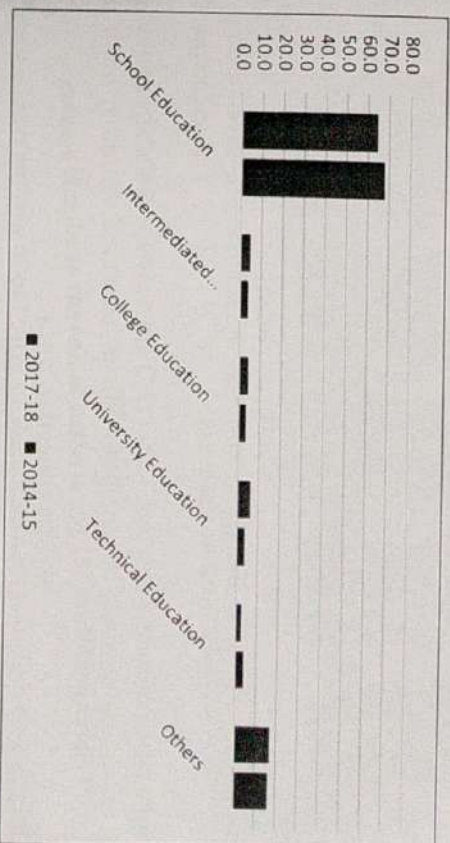 80.0
70.0
60.0
50.0
40.0
30.0
20.0
10.0
0.0
School Education
Intermediated...
College Education
University Education
Technical Education
Others
■ 2017-18 ■ 2014-15